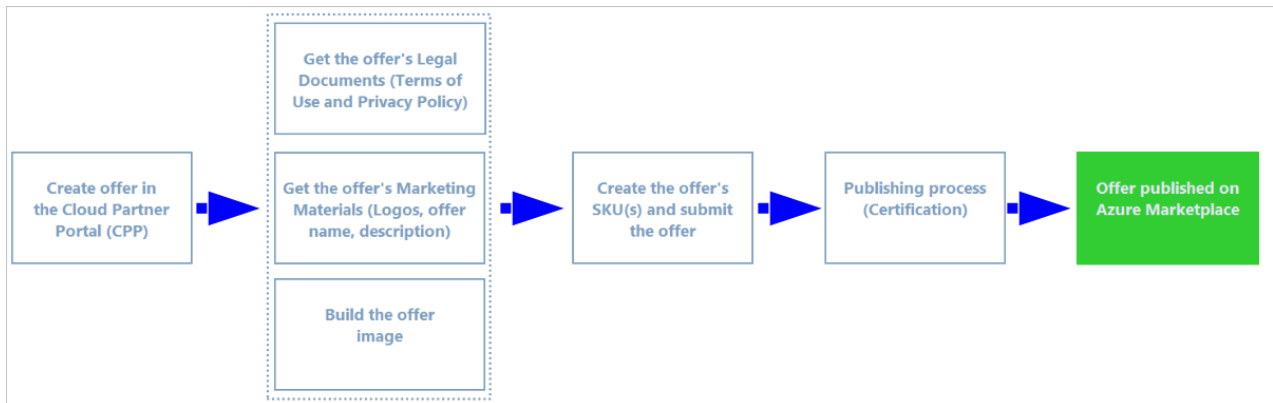 Create offer in
the Cloud Partner
Portal (CPP)
Get the offer's Legal
Documents (Terms of
Use and Privacy Policy)
Get the offer's Marketing
Materials (Logos, offer
name, description)
Build the offer
image
Create the offer's
SKU(s) and submit
the offer
Publishing process
(Certification)
Offer published on
Azure Marketplace